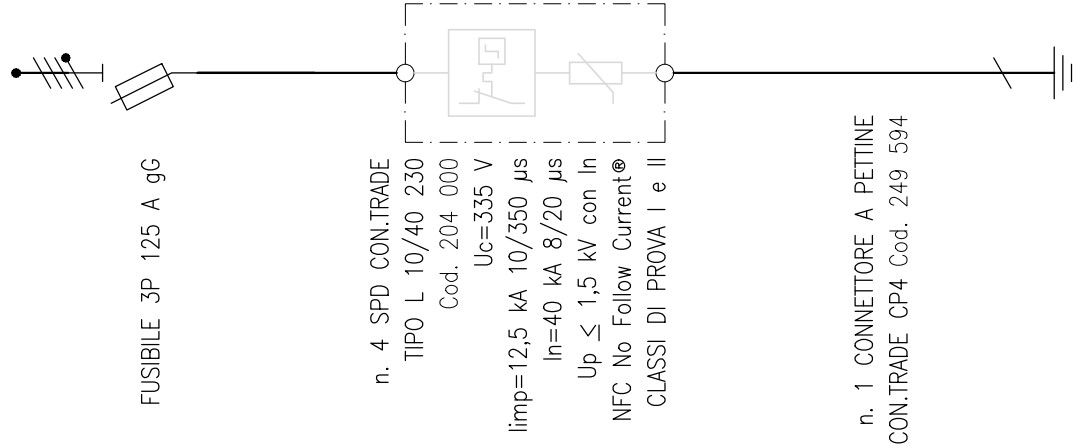 FUSIBILE 3P 125 A gG
n. 4 SPD CON.TRADE
TIPO L 10/40 230
Cod. 204 000
Uc=335 V
Iimp=12,5 kA 10/350 µs
In=40 kA 8/20 µs
Up ≤ 1,5 kV con In
NFC No Follow Current®
CLASSI DI PROVA I e II
n. 1 CONNETTORE A PETTINE
CON.TRADE CP4 Cod. 249 594